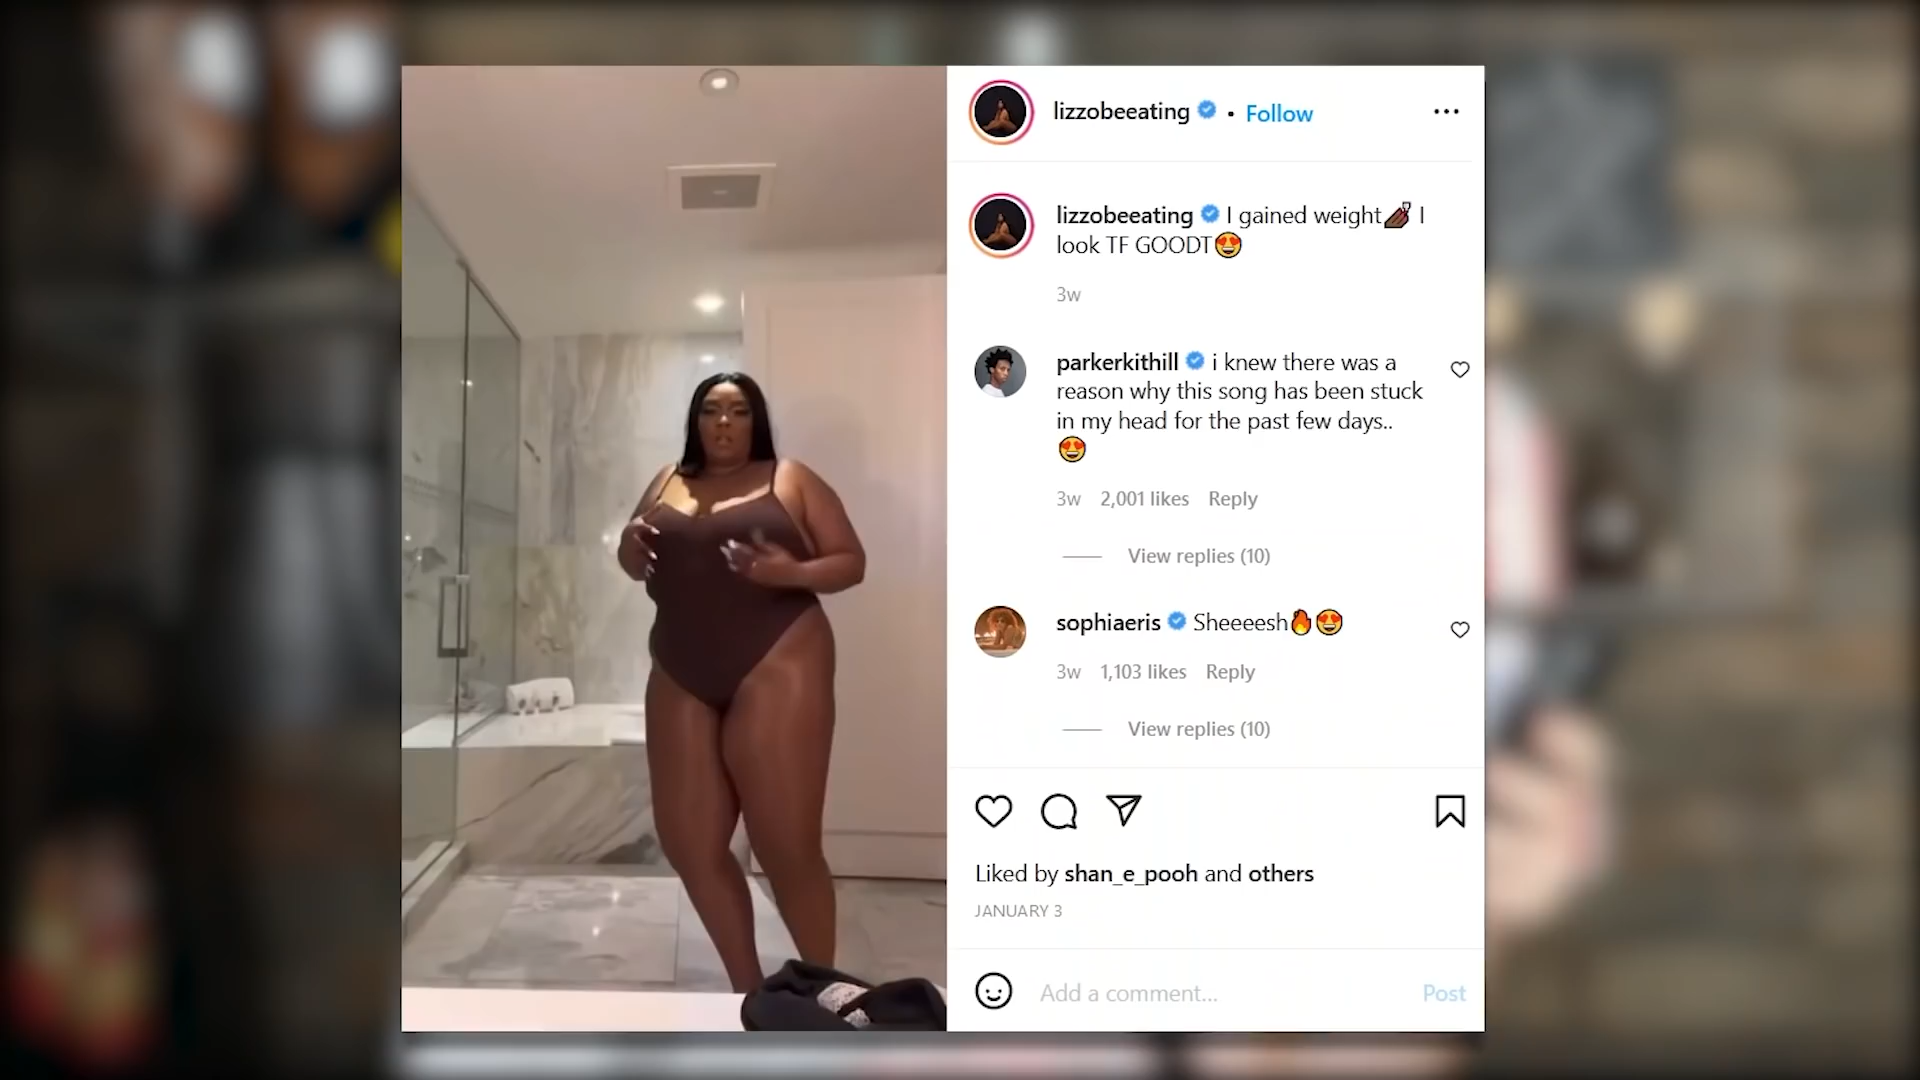 lizzobeeating • Follow
lizzobeeating I gained weight💅🏿 I
look TF GOODT😍
3w
parkerkithill i knew there was a
reason why this song has been stuck
in my head for the past few days..
😍
3w 2,001 likes Reply
View replies (10)
sophiaeris Sheeeesh🔥😍
3w 1,103 likes Reply
View replies (10)
Liked by shan_e_pooh and others
JANUARY 3
Add a comment... Post